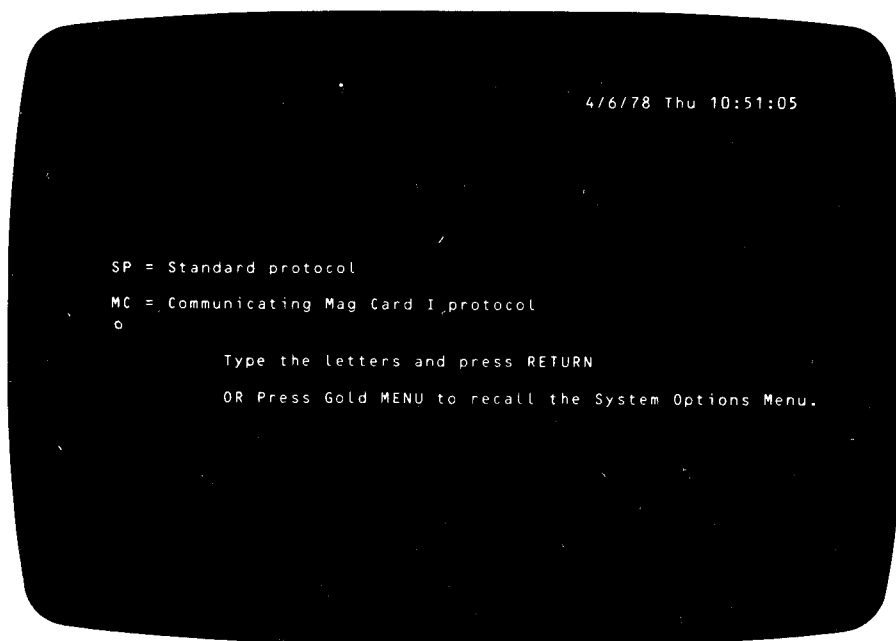 4/6/78 Thu 10:51:05
SP = Standard protocol
MC = Communicating Mag Card I protocol
Type the letters and press RETURN
OR Press Gold MENU to recall the System Options Menu.